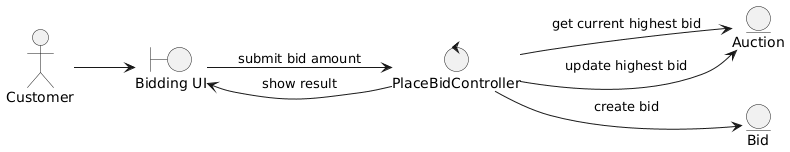 get current highest bid
Auction
submit bid amount
update highest bid
Customer
Bidding UI
show result
PlaceBidController
create bid
Bid